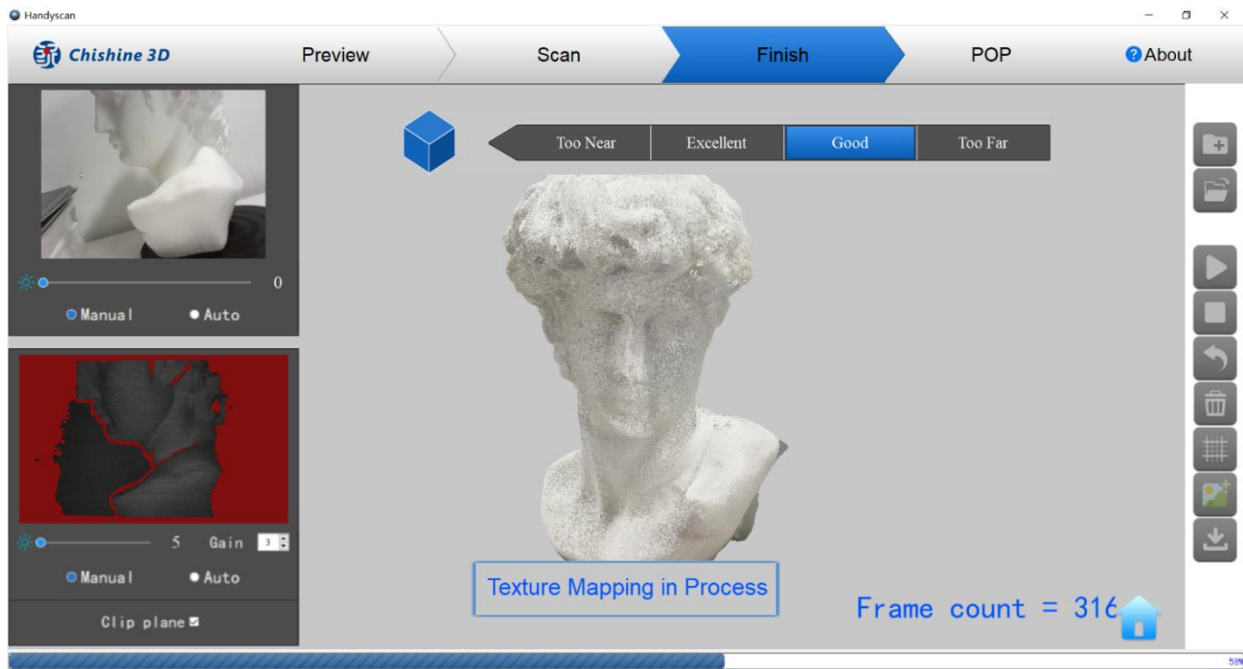 Handyscan
Chishine 3D
Preview
Scan
Finish
POP
About
Too Near
Excellent
Good
Too Far
0
Manual
Auto
5
Gain
3
Manual
Auto
Clip plane
Texture Mapping in Process
Frame count = 316
58%